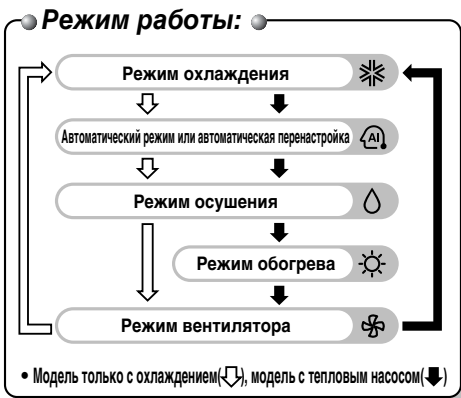 Режим работы:
Режим охлаждения
Автоматический режим или автоматическая перенастройка
AI
Режим осушения
Режим обогрева
Режим вентилятора
• Модель только с охлаждением(⇩), модель с тепловым насосом(🡇)